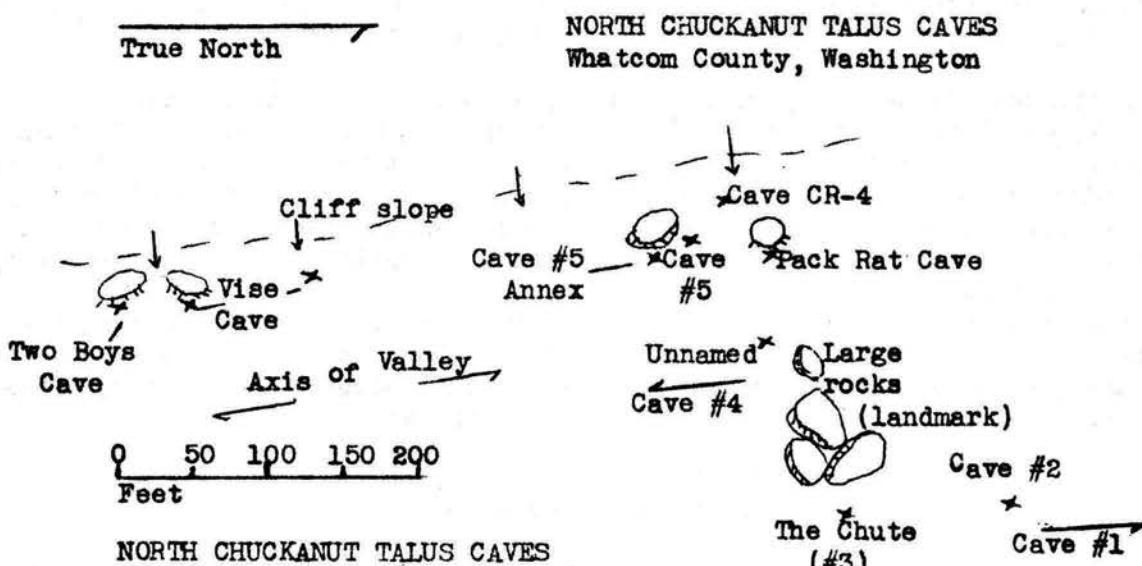 True North
NORTH CHUCKANUT TALUS CAVES
Whatcom County, Washington
Cliff slope
Cave CR-4
Cave #5
Annex
Cave
#5
Pack Rat Cave
Vise
Cave
Two Boys
Cave
Axis of Valley
Unnamed
Cave #4
Large
rocks
(landmark)
0 50 100 150 200
Feet
Cave #2
The Chute
(#3)
Cave #1
NORTH CHUCKANUT TALUS CAVES